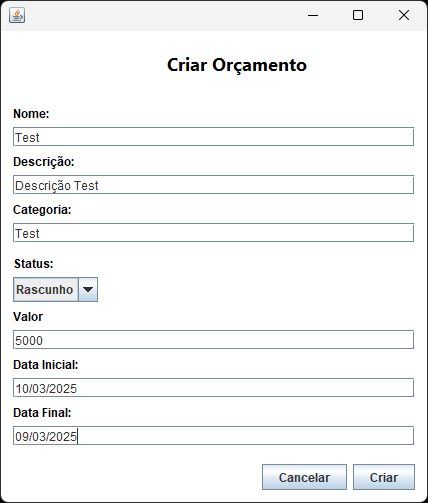 Criar Orçamento
Nome:
Test
Descrição:
Descrição Test
Categoria:
Test
Status:
Rascunho
Valor
5000
Data Inicial:
10/03/2025
Data Final:
09/03/2025
Cancelar Criar